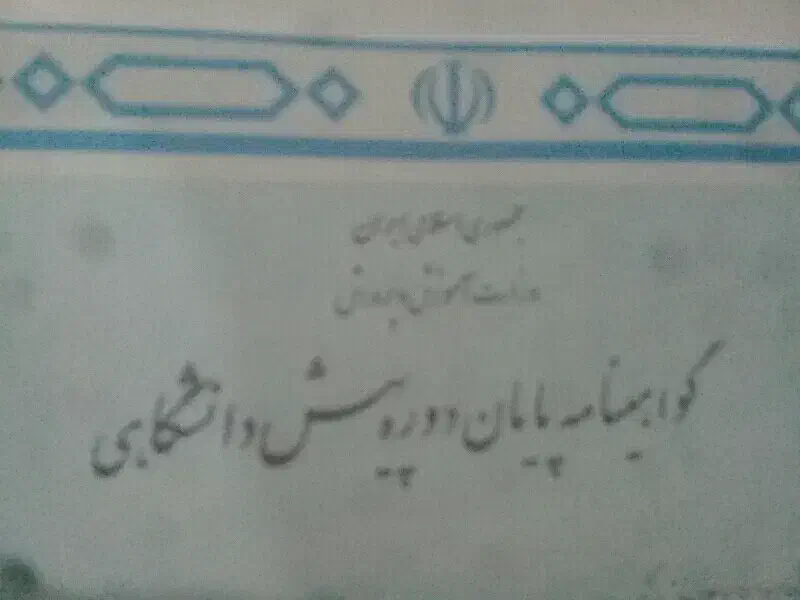 جمهوری اسلامی ایران
وزارت آموزش و پرورش
گواهینامه پایان دوره پیش دانشگاهی